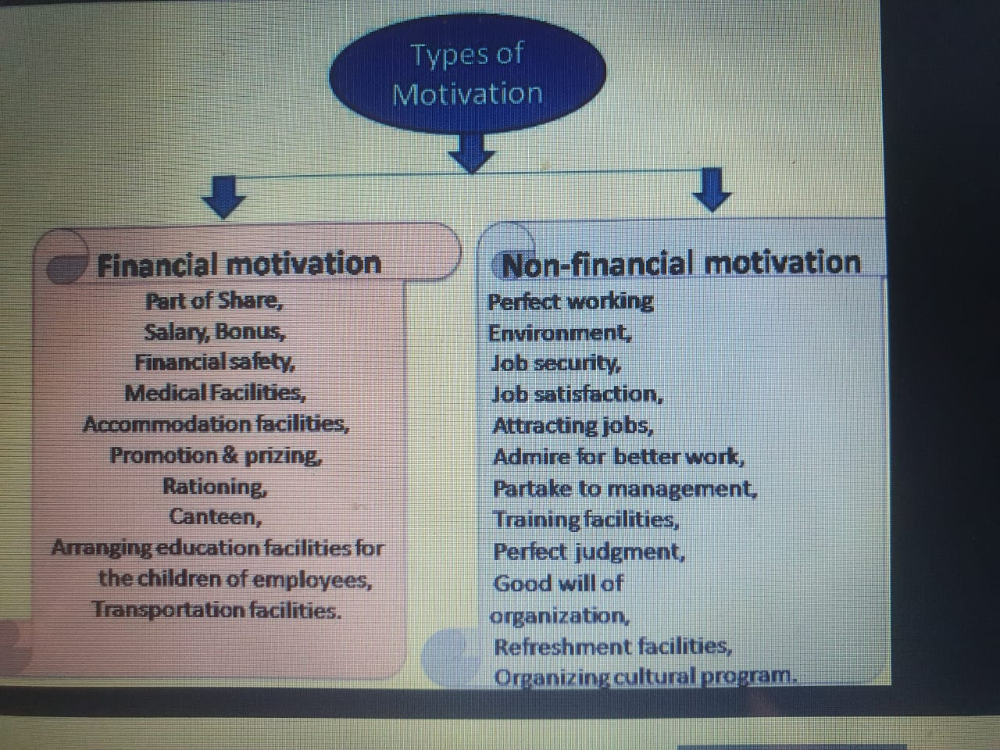 Types of
Motivation
Financial motivation
Part of Share,
Salary, Bonus,
Financial safety,
Medical Facilities,
Accommodation facilities,
Promotion & prizing,
Rationing,
Canteen,
Arranging education facilities for
the children of employees,
Transportation facilities.
Non-financial motivation
Perfect working
Environment,
Job security,
Job satisfaction,
Attracting jobs,
Admire for better work,
Partake to management,
Training facilities,
Perfect judgment,
Good will of
organization,
Refreshment facilities,
Organizing cultural program.